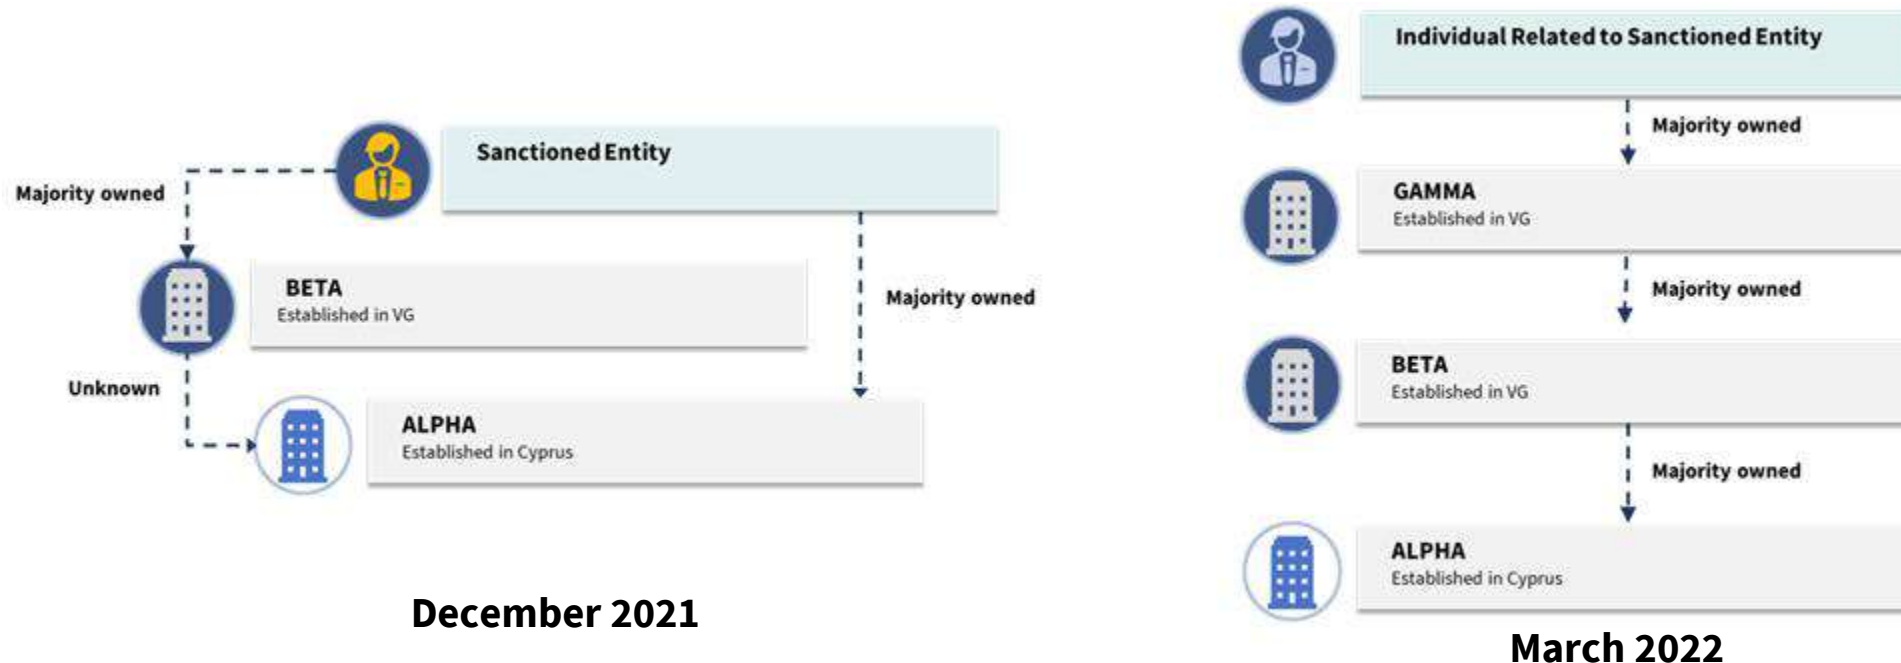 Sanctioned Entity
Majority owned
BETA
Established in VG
Majority owned
Unknown
ALPHA
Established in Cyprus
December 2021
Individual Related to Sanctioned Entity
Majority owned
GAMMA
Established in VG
Majority owned
BETA
Established in VG
Majority owned
ALPHA
Established in Cyprus
March 2022